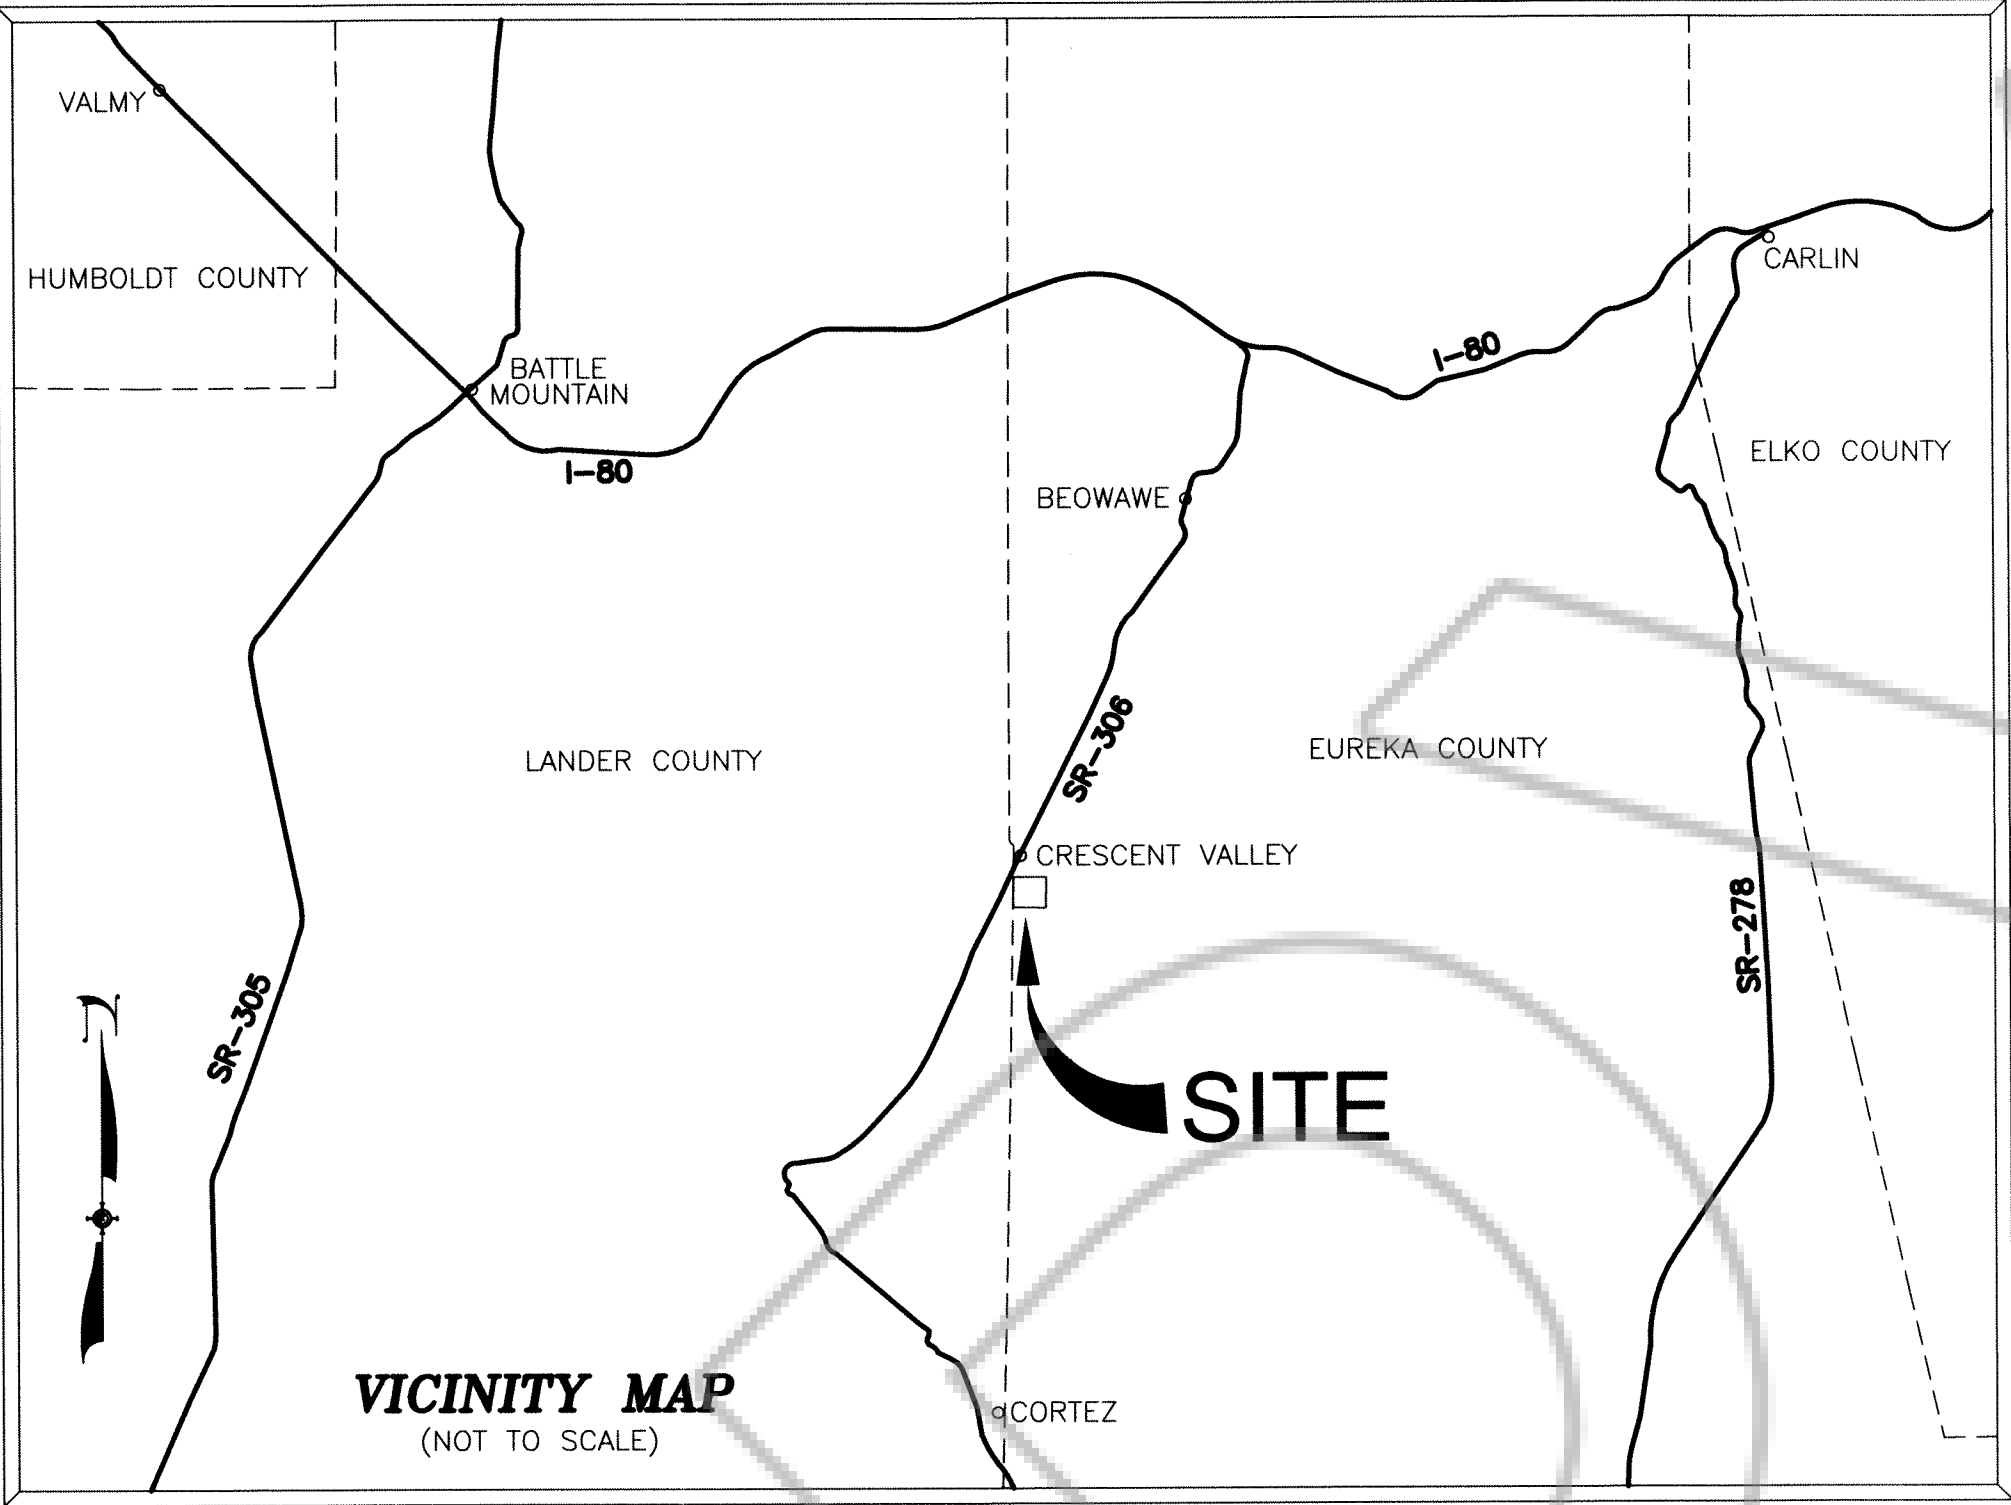 VALMY
HUMBOLDT COUNTY
CARLIN
I-80
BATTLE
MOUNTAIN
I-80
ELKO COUNTY
BEOWAWE
SR-306
LANDER COUNTY
EUREKA COUNTY
CRESCENT VALLEY
SR-278
SR-305
SITE
VICINITY MAP
(NOT TO SCALE)
CORTEZ